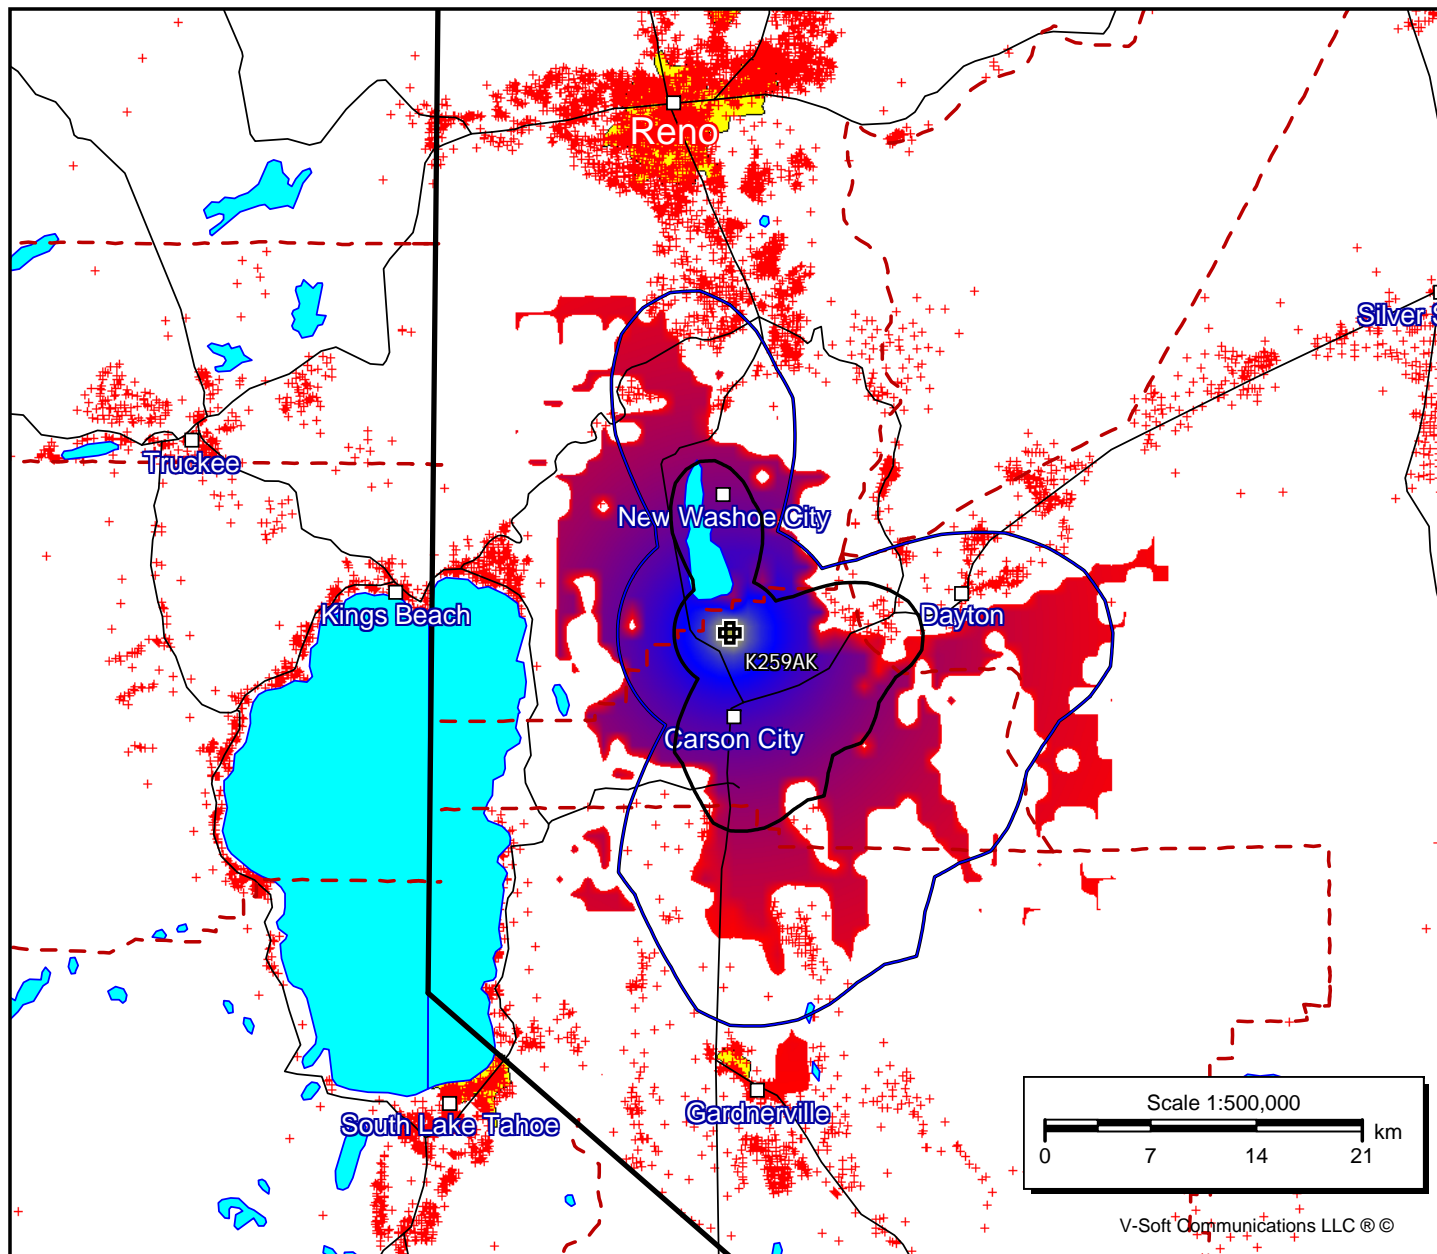 Reno
Silver S
Truckee
New Washoe City
Kings Beach
Dayton
K259AK
Carson City
South Lake Tahoe
Gardnerville
Scale 1:500,000
km
0 7 14 21
V-Soft Communications LLC ® ©